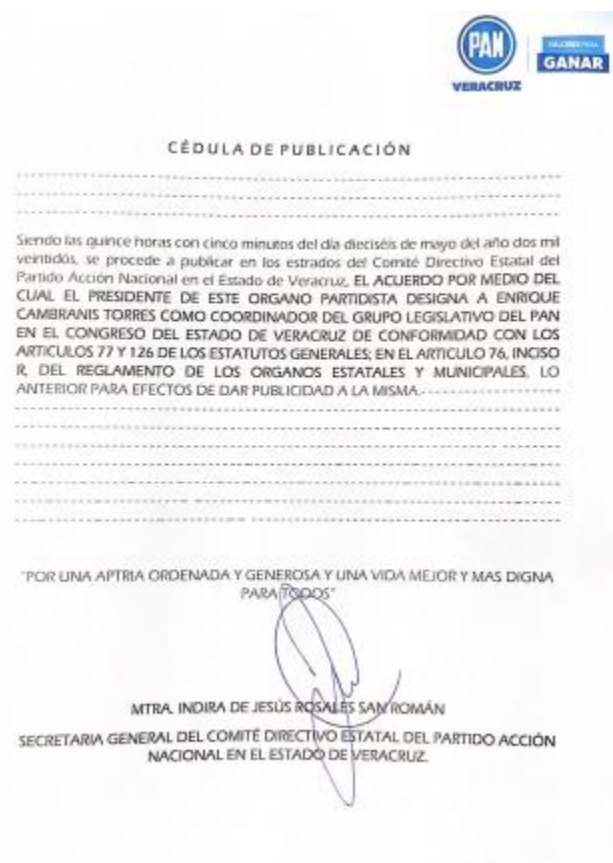 PAN
VERACRUZ
GANAR
CÉDULA DE PUBLICACIÓN
Siendo las quince horas con cinco minutos del día dieciséis de mayo del año dos mil
veintidós, se procede a publicar en los estrados del Comité Directivo Estatal del
Partido Acción Nacional en el Estado de Veracruz, EL ACUERDO POR MEDIO DEL
CUAL EL PRESIDENTE DE ESTE ORGANO PARTIDISTA DESIGNA A ENRIQUE
CAMBRANIS TORRES COMO COORDINADOR DEL GRUPO LEGISLATIVO DEL PAN
EN EL CONGRESO DEL ESTADO DE VERACRUZ DE CONFORMIDAD CON LOS
ARTICULOS 77 Y 126 DE LOS ESTATUTOS GENERALES; EN EL ARTICULO 76, INCISO
R, DEL REGLAMENTO DE LOS ORGANOS ESTATALES Y MUNICIPALES, LO
ANTERIOR PARA EFECTOS DE DAR PUBLICIDAD A LA MISMA.
"POR UNA APTRIA ORDENADA Y GENEROSA Y UNA VIDA MEJOR Y MAS DIGNA
PARA TODOS"
MTRA. INDIRA DE JESÚS ROSALES SAN ROMÁN
SECRETARIA GENERAL DEL COMITÉ DIRECTIVO ESTATAL DEL PARTIDO ACCIÓN
NACIONAL EN EL ESTADO DE VERACRUZ.